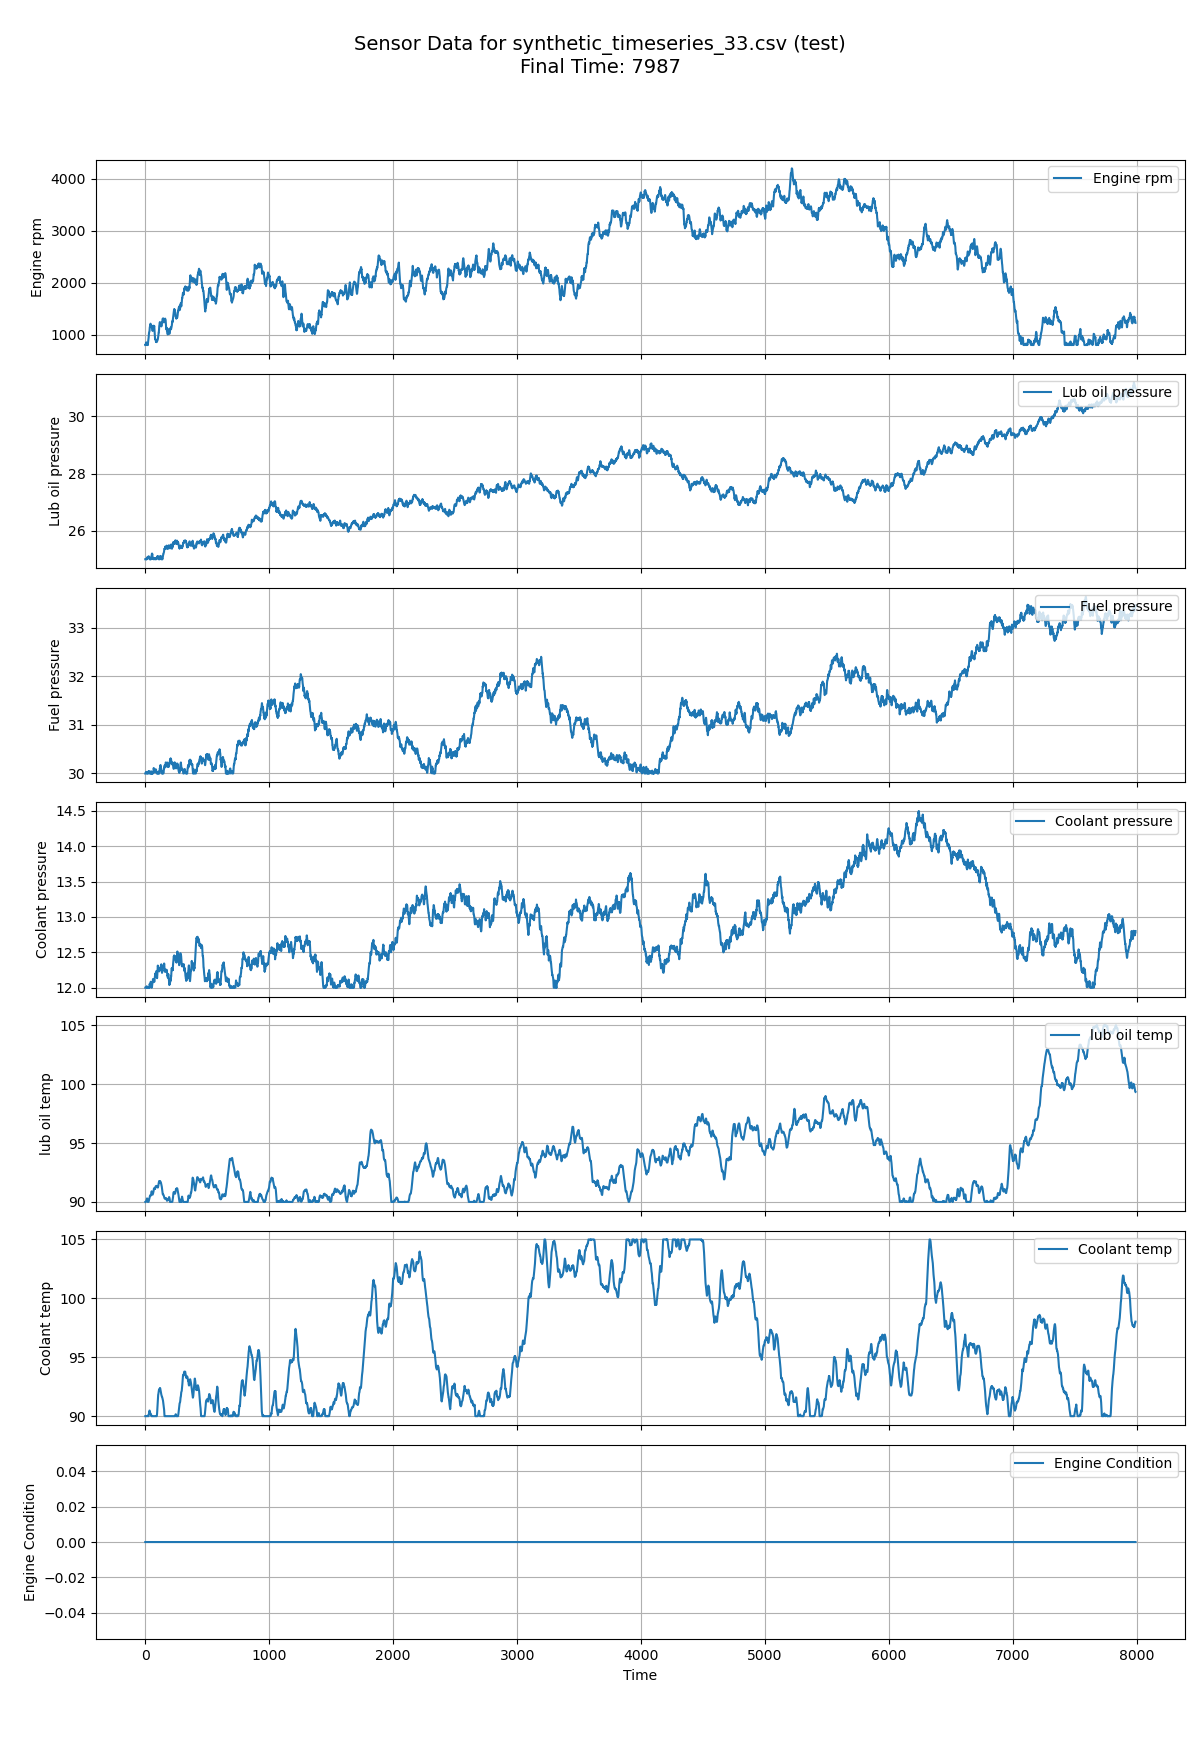 Sensor Data for synthetic_timeseries_33.csv (test)
Final Time: 7987
Engine rpm
4000
3000
2000
1000
Engine rpm
Lub oil pressure
30
28
26
Lub oil pressure
Fuel pressure
33
32
31
30
Fuel pressure
Coolant pressure
14.5
14.0
13.5
13.0
12.5
12.0
Coolant pressure
lub oil temp
105
100
95
90
lub oil temp
Coolant temp
105
100
95
90
Coolant temp
Engine Condition
0.04
0.02
0.00
−0.02
−0.04
Engine Condition
0 1000 2000 3000 4000 5000 6000 7000 8000
Time